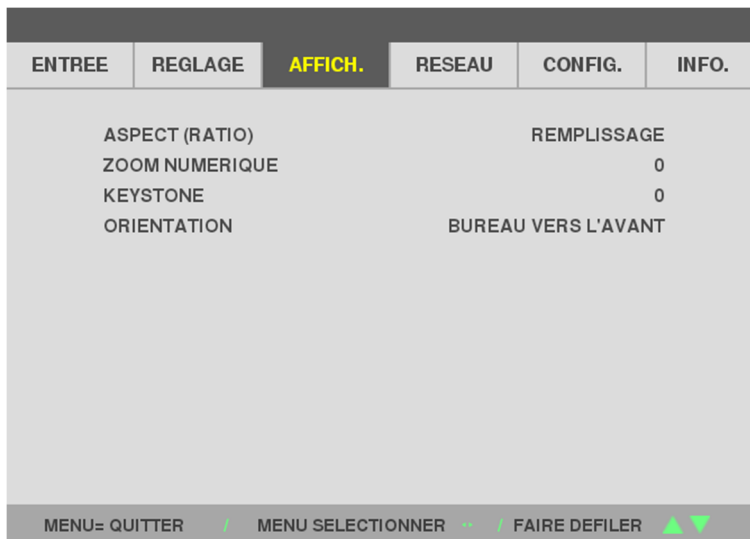 ENTREE REGLAGE AFFICH. RESEAU CONFIG. INFO.
ASPECT (RATIO) REMPLISSAGE
ZOOM NUMERIQUE 0
KEYSTONE 0
ORIENTATION BUREAU VERS L'AVANT
MENU= QUITTER / MENU SELECTIONNER / FAIRE DEFILER